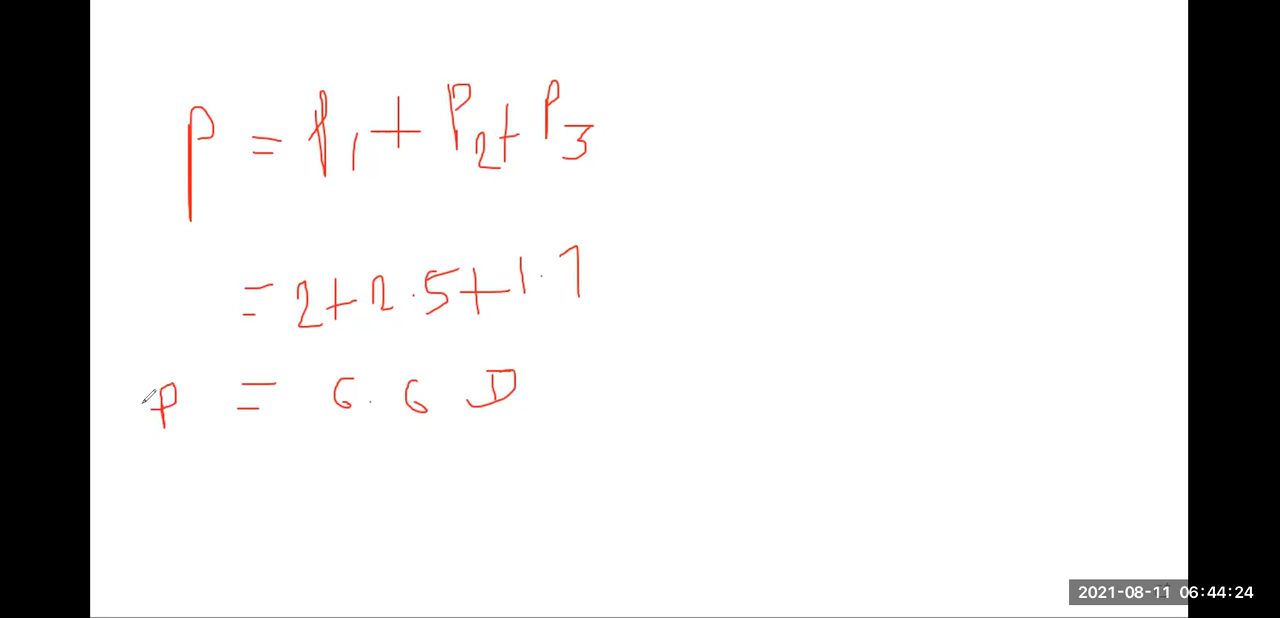 P = P₁ + P₂ + P₃
= 2 + 2.5 + 1.7
P = 6.6 D
2021-08-11 06:44:24